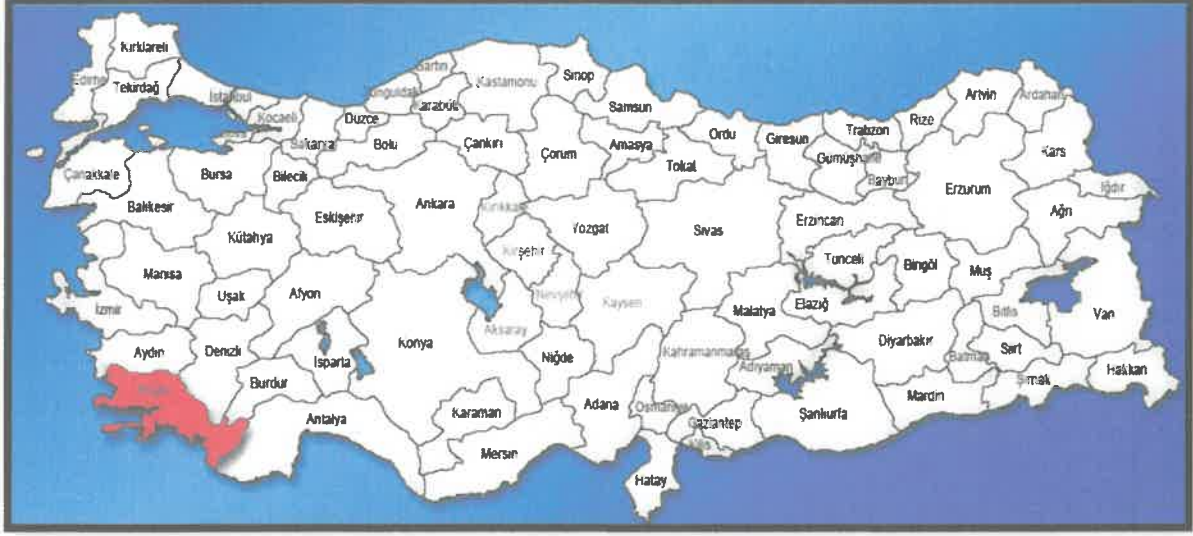 Kırklareli
Edirne
Tekirdağ
İstanbul
Kocaeli
Sakarya
Düzce
Bolu
Bartın
Karabük
Kastamonu
Sinop
Çankırı
Samsun
Çorum
Amasya
Tokat
Ordu
Giresun
Trabzon
Gümüşhane
Bayburt
Rize
Artvin
Ardahan
Kars
Iğdır
Erzurum
Ağrı
Çanakkale
Balıkesir
Bursa
Bilecik
Eskişehir
Ankara
Kırıkkale
Kırşehir
Yozgat
Sivas
Erzincan
Tunceli
Bingöl
Muş
Kütahya
Manisa
İzmir
Uşak
Afyon
Konya
Aksaray
Nevşehir
Kayseri
Malatya
Elazığ
Bitlis
Van
Aydın
Denizli
Isparta
Burdur
Niğde
Kahramanmaraş
Adıyaman
Diyarbakır
Batman
Siirt
Şırnak
Hakkari
Mardin
Şanlıurfa
Antalya
Karaman
Mersin
Adana
Osmaniye
Gaziantep
Hatay